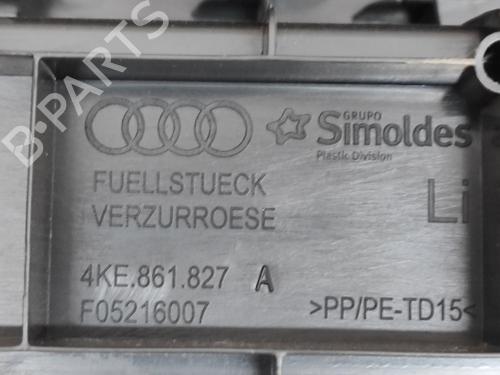 B-PARTS
GRUPO
Simoldes
Plastic Division
FUELLSTUECK
VERZURROESE
Li
4KE.861.827 A
F05216007
>PP/PE-TD15<